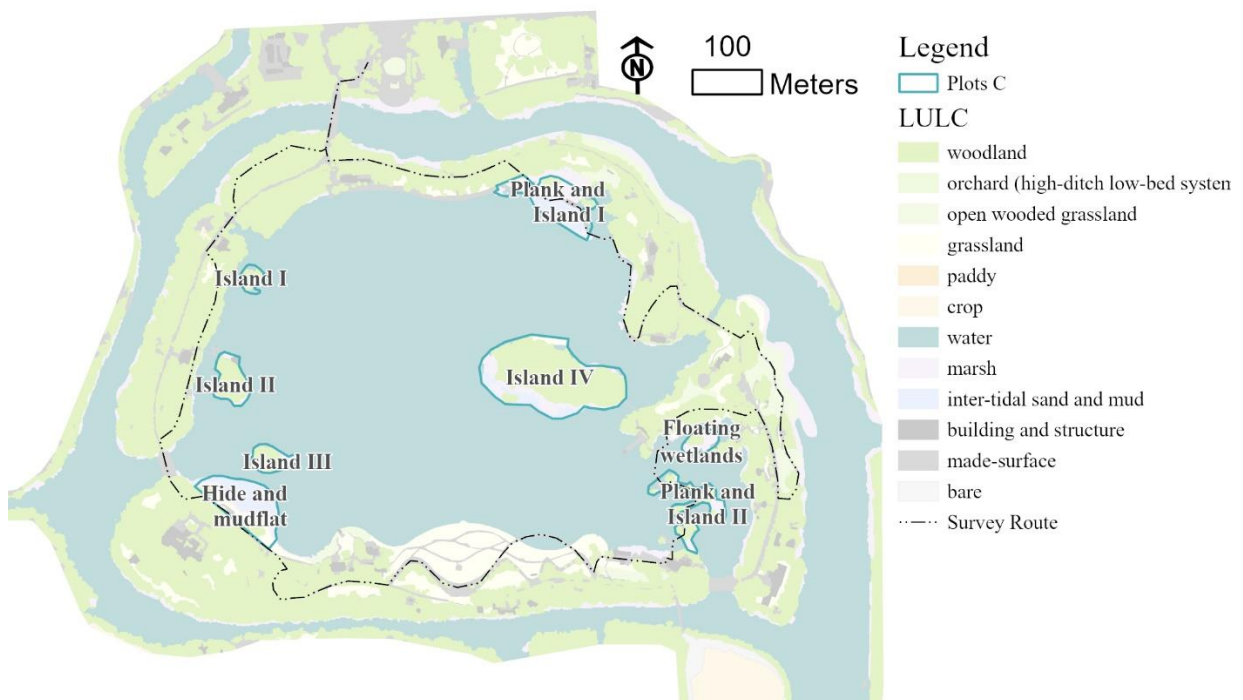 N
100
Meters
Legend
Plots C
LULC
woodland
orchard (high-ditch low-bed system
open wooded grassland
grassland
paddy
crop
water
marsh
inter-tidal sand and mud
building and structure
made-surface
bare
Survey Route
Plank and
Island I
Island I
Island II
Island IV
Island III
Hide and
mudflat
Floating
wetlands
Plank and
Island II